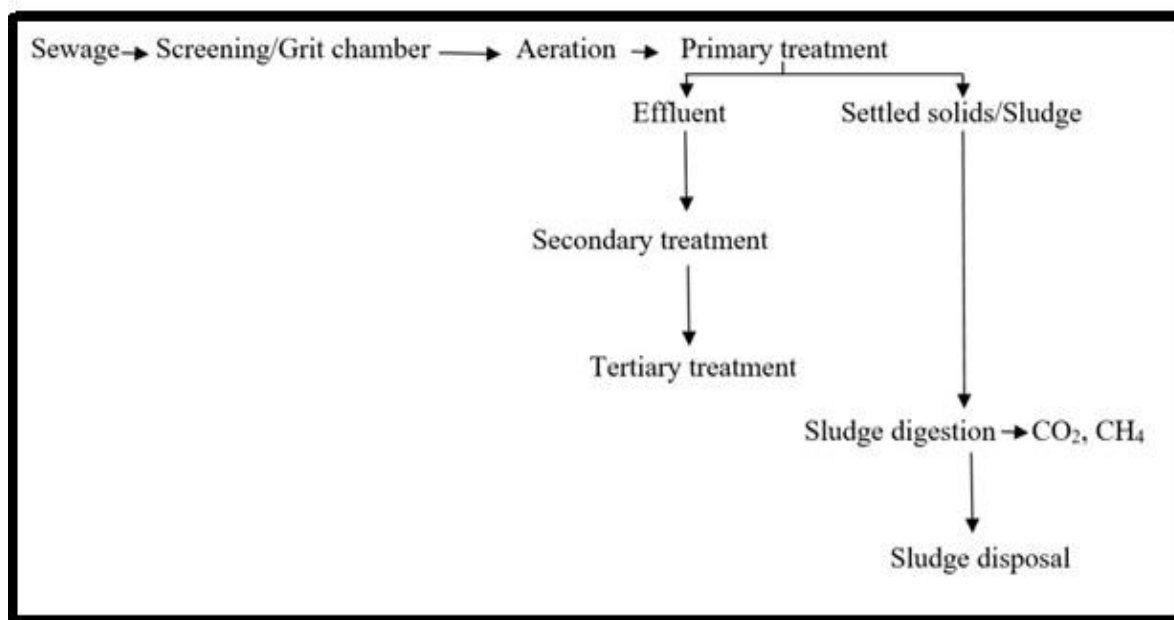 Sewage → Screening/Grit chamber → Aeration → Primary treatment
Effluent Settled solids/Sludge
Secondary treatment
Tertiary treatment
Sludge digestion → CO₂, CH₄
Sludge disposal